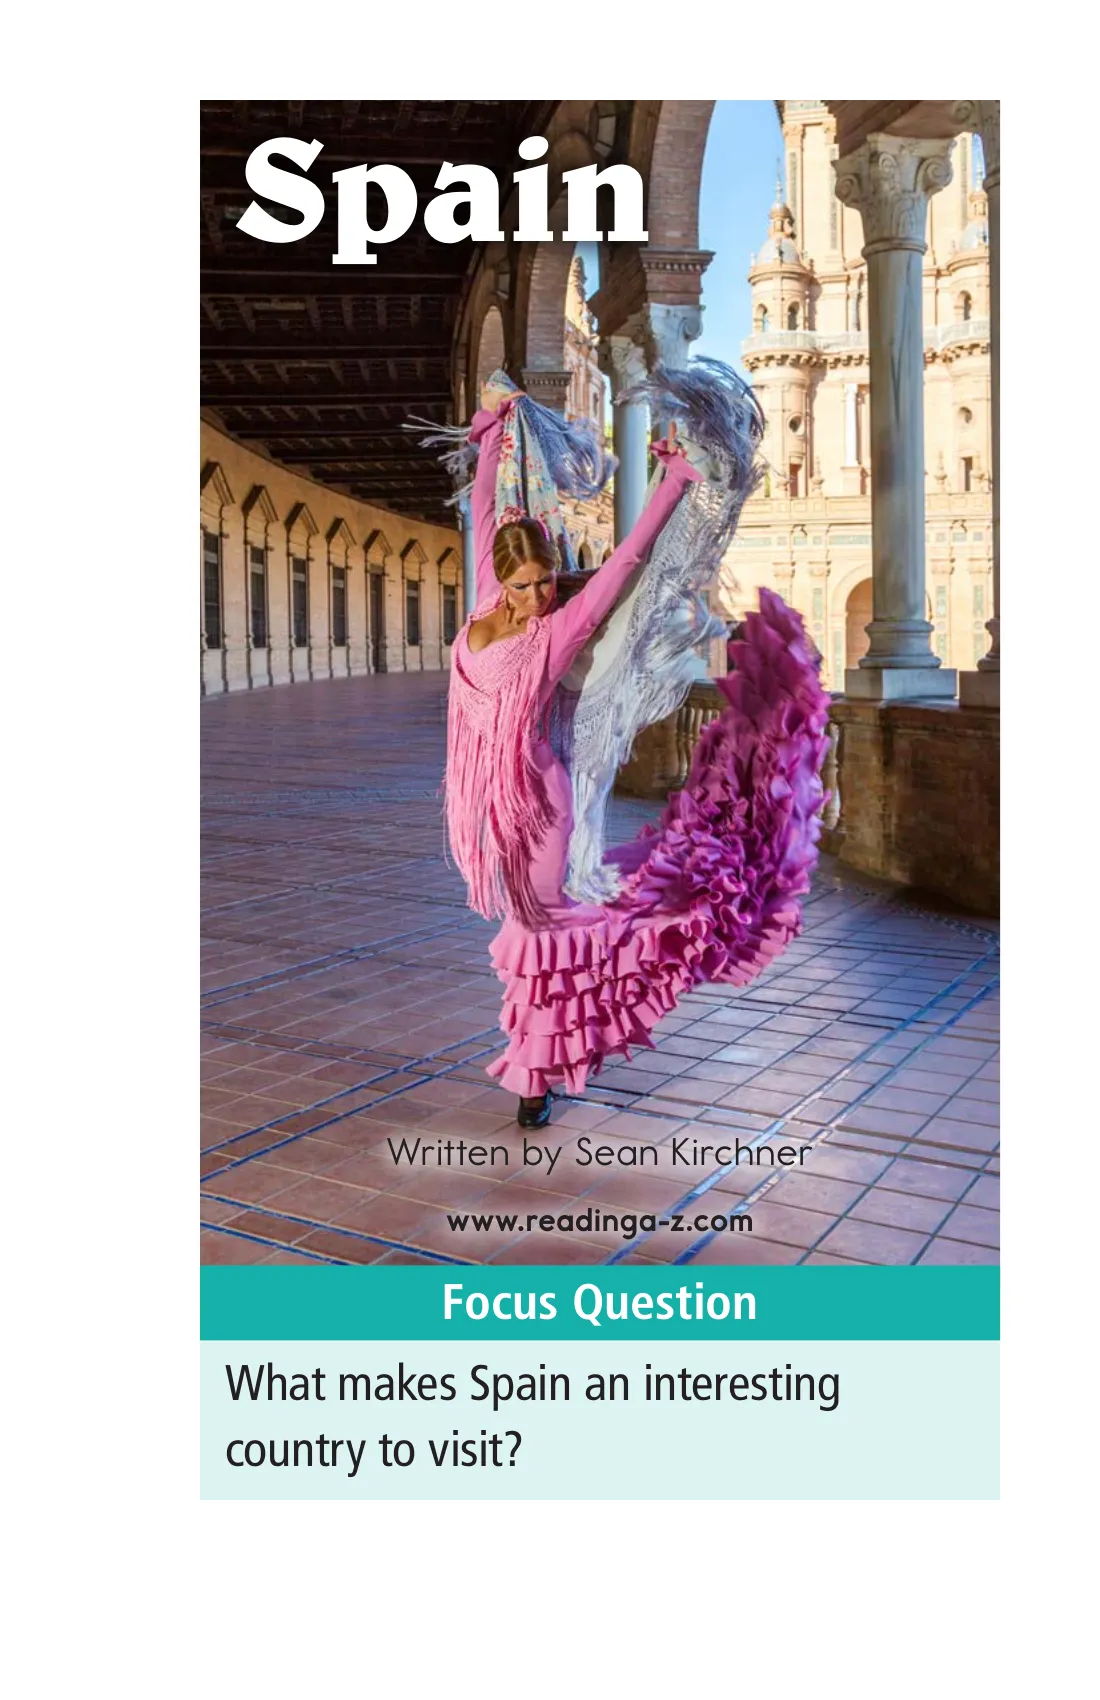 Spain
Written by Sean Kirchner
www.readinga-z.com
Focus Question
What makes Spain an interesting
country to visit?